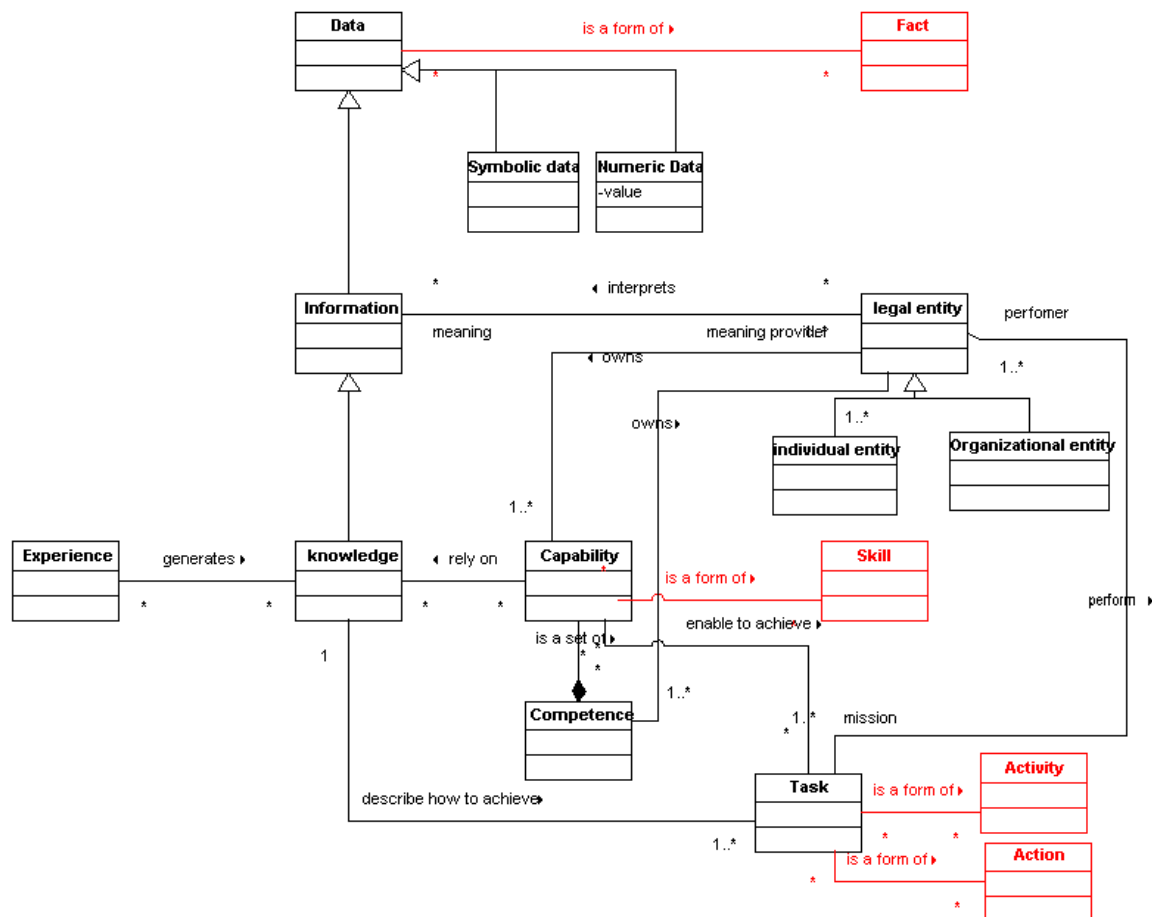 Data
is a form of
Fact
*
*
Symbolic data
Numeric Data
-value
*
interprets
*
Information
legal entity
perfomer
meaning
meaning provider
*
owns
1..*
owns
1..*
individual entity
Organizational entity
1..*
Experience
generates
knowledge
rely on
Capability
*
is a form of
Skill
*
*
*
*
perform
is a set of
enable to achieve
*
1
*
*
*
1..*
Competence
1..*
*
mission
Task
is a form of
Activity
describe how to achieve
1..*
*
*
is a form of
Action
*
*